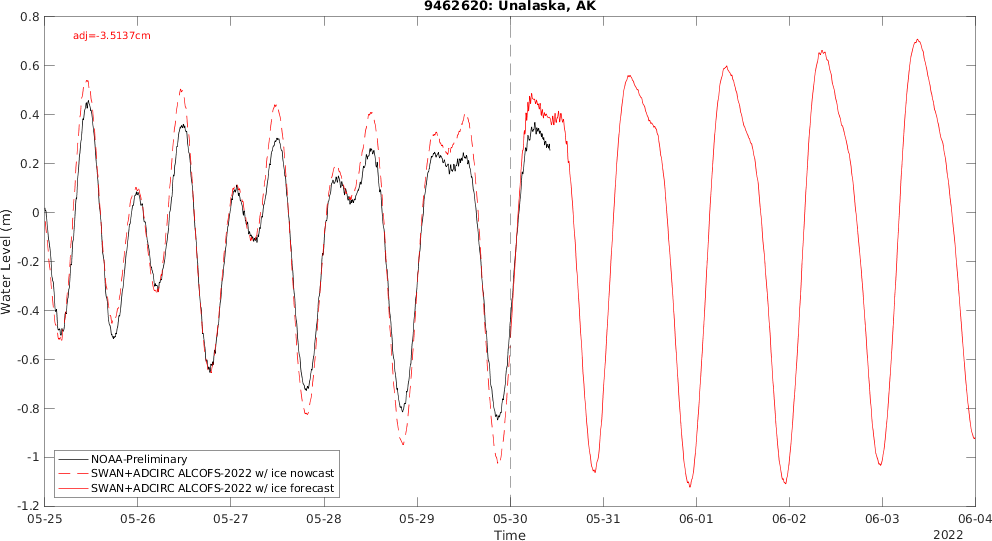 9462620: Unalaska, AK
0.8
adj=-3.5137cm
0.6
0.4
0.2
0
-0.2
-0.4
-0.6
-0.8
-1
-1.2
Water Level (m)
NOAA-Preliminary
SWAN+ADCIRC ALCOFS-2022 w/ ice nowcast
SWAN+ADCIRC ALCOFS-2022 w/ ice forecast
05-25 05-26 05-27 05-28 05-29 05-30 05-31 06-01 06-02 06-03 06-04
Time
2022